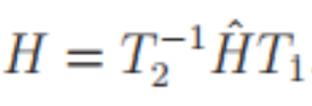 $H = T_2^{-1} \hat{H} T_1$.